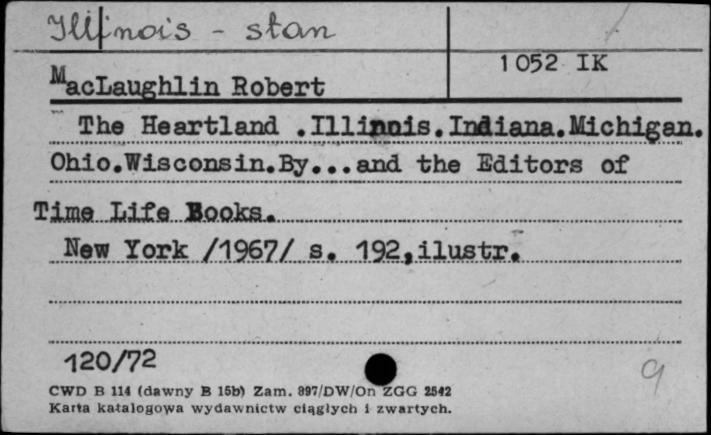 Illinois - stan
1052 IK
MacLaughlin Robert
The Heartland .Illinois.Indiana.Michigan.
Ohio.Wisconsin.By...and the Editors of
Time Life Books.
New York /1967/ s. 192,ilustr.
120/72
9
CWD B 114 (dawny B 15b) Zam. 897/DW/On ZGG 2542
Karta katalogowa wydawnictw ciągłych i zwartych.